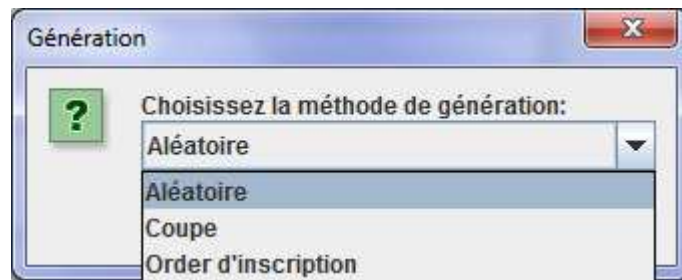 Génération
Choisissez la méthode de génération:
Aléatoire
Aléatoire
Coupe
Order d'inscription